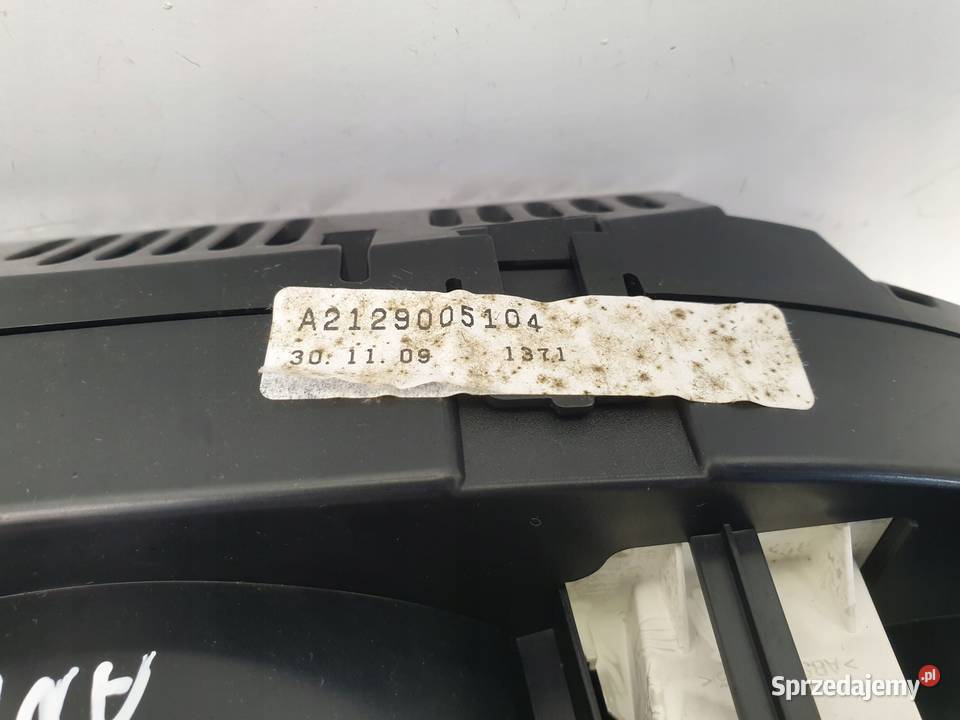 A2129005104
30. 11. 09 1371
Sprzedajemy.pl